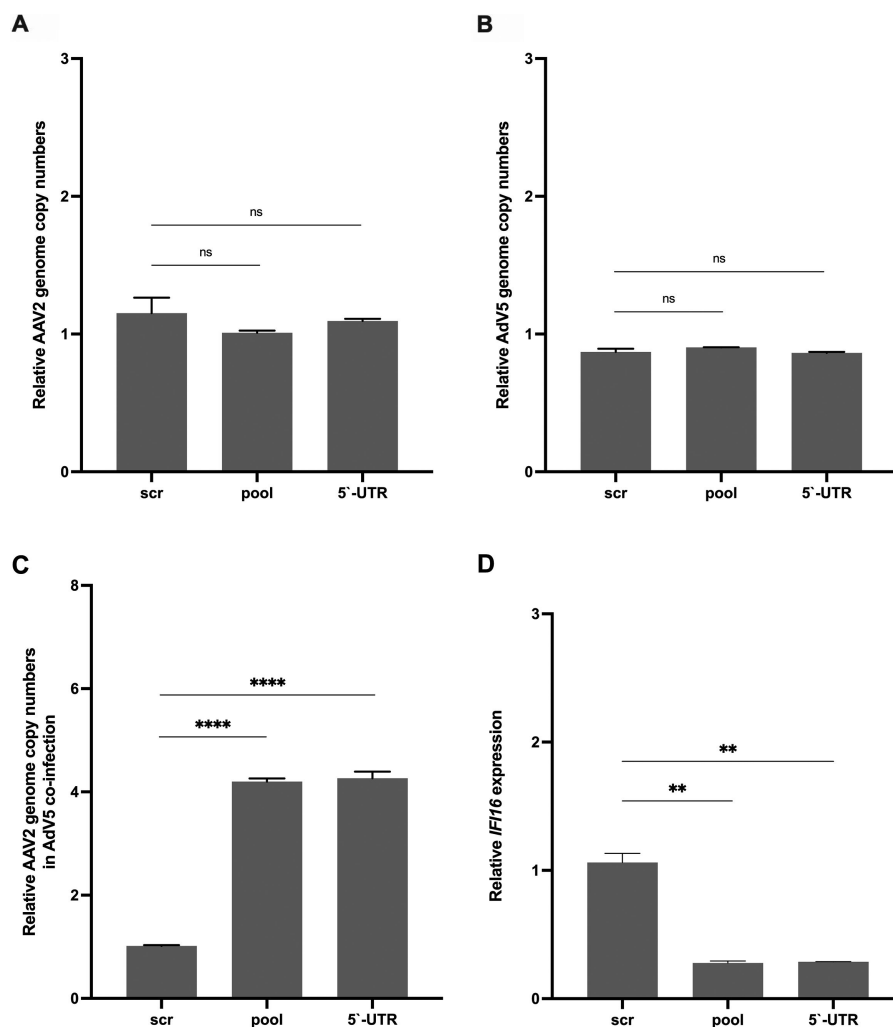 A
Relative AAV2 genome copy numbers
3
2
1
0
ns
ns
scr
pool
5`-UTR
B
Relative AdV5 genome copy numbers
3
2
1
0
ns
ns
scr
pool
5`-UTR
C
Relative AAV2 genome copy numbers
in AdV5 co-infection
8
6
4
2
0
****
****
scr
pool
5`-UTR
D
Relative IFI16 expression
3
2
1
0
**
**
scr
pool
5`-UTR